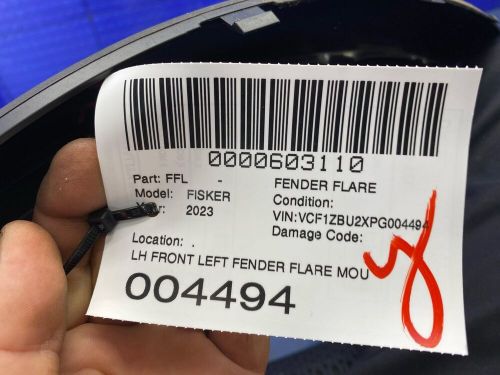 0000603110
Part: FFL - FENDER FLARE
Model: FISKER Condition:
2023 VIN:VCF1ZBU2XPG004494
Damage Code:
Location: .
LH FRONT LEFT FENDER FLARE MOU
004494